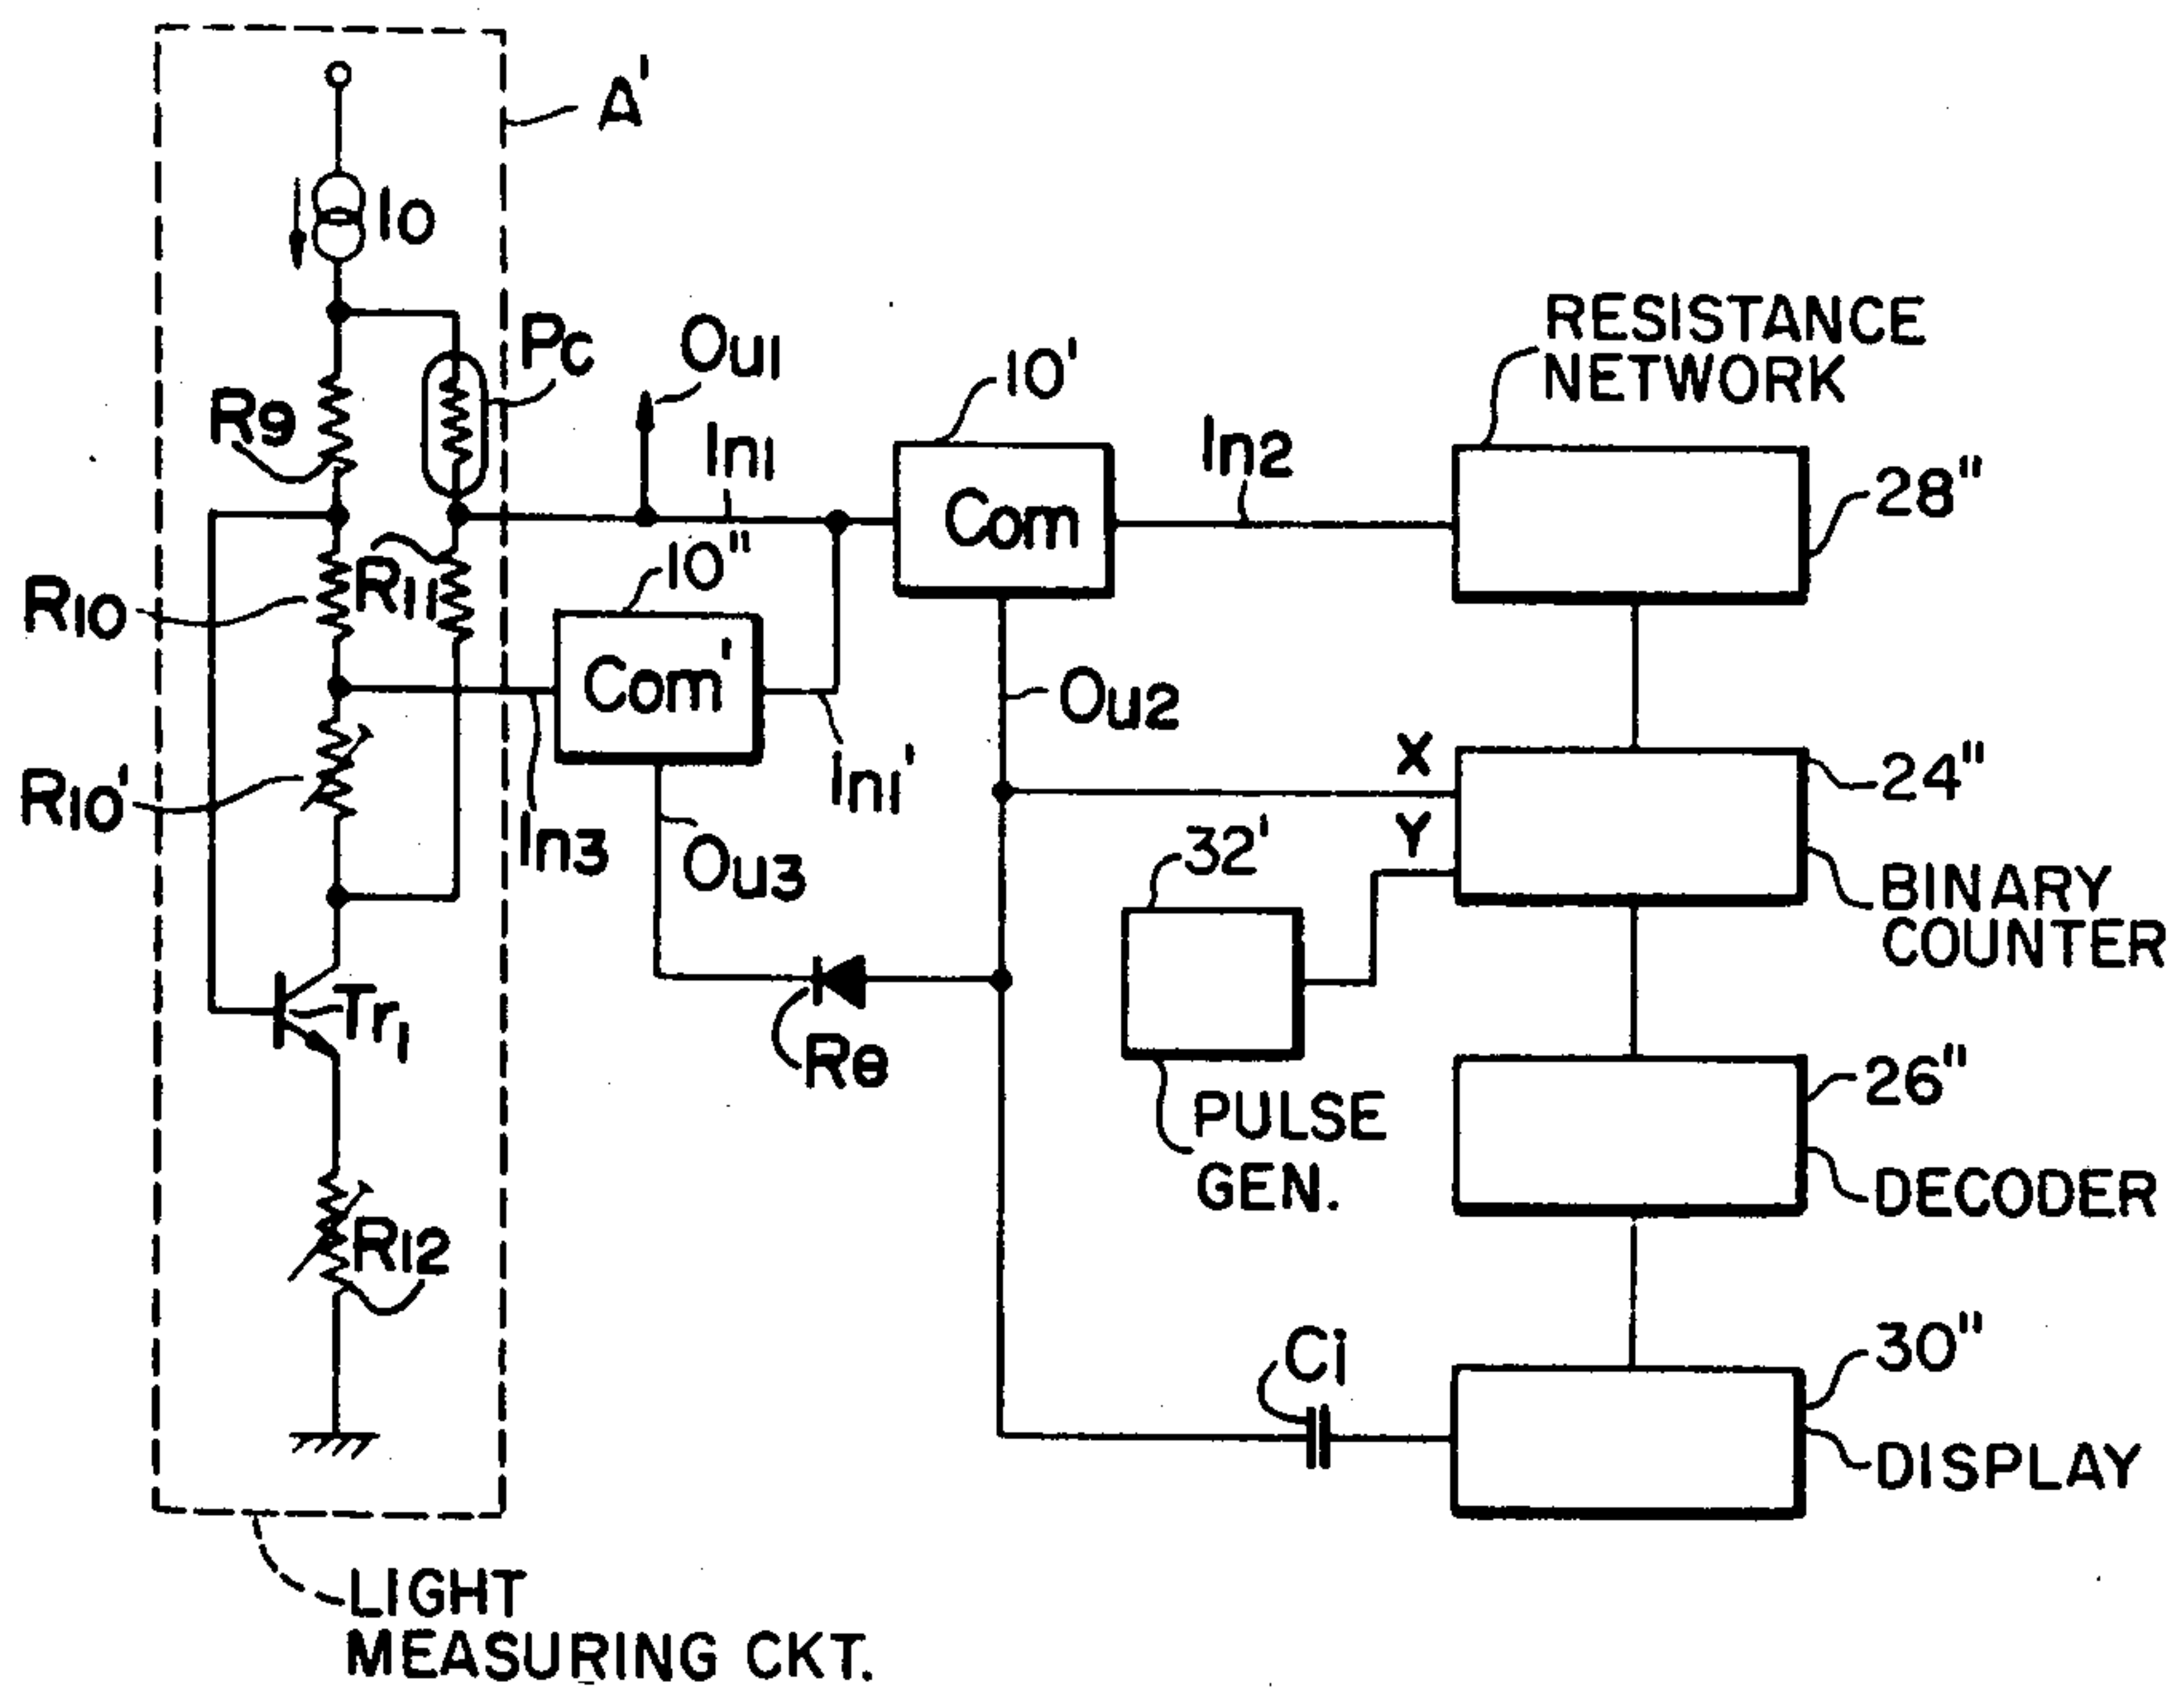 A'
Io
Pc
Ou1
R9
In1
10'
In2
RESISTANCE
NETWORK
28"
Com
R10
R11
10"
Com'
Ou2
R10'
In3
In1'
Ou3
X
Y
24"
BINARY
COUNTER
32'
PULSE
GEN.
Tr1
Re
26"
DECODER
R12
Ci
30"
DISPLAY
LIGHT
MEASURING CKT.